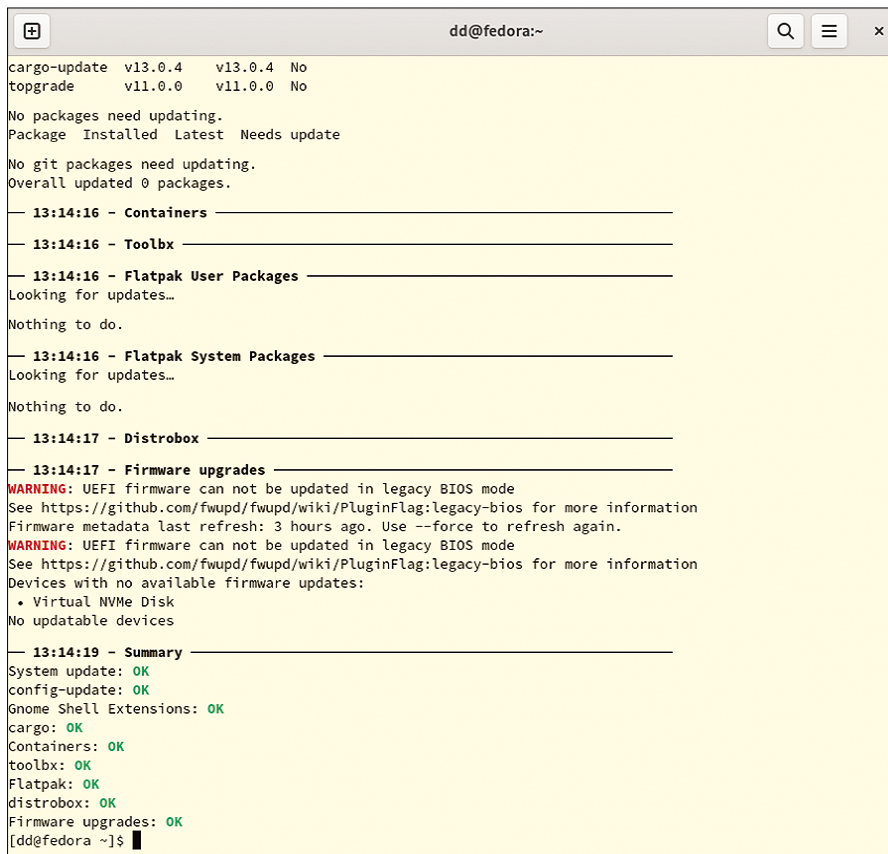 dd@fedora:~
cargo-update  v13.0.4    v13.0.4  No
topgrade      v11.0.0    v11.0.0  No
No packages need updating.
Package  Installed  Latest  Needs update
No git packages need updating.
Overall updated 0 packages.
── 13:14:16 - Containers ──
── 13:14:16 - Toolbx ──
── 13:14:16 - Flatpak User Packages ──
Looking for updates…
Nothing to do.
── 13:14:16 - Flatpak System Packages ──
Looking for updates…
Nothing to do.
── 13:14:17 - Distrobox ──
── 13:14:17 - Firmware upgrades ──
WARNING: UEFI firmware can not be updated in legacy BIOS mode
See https://github.com/fwupd/fwupd/wiki/PluginFlag:legacy-bios for more information
Firmware metadata last refresh: 3 hours ago. Use --force to refresh again.
WARNING: UEFI firmware can not be updated in legacy BIOS mode
See https://github.com/fwupd/fwupd/wiki/PluginFlag:legacy-bios for more information
Devices with no available firmware updates:
 • Virtual NVMe Disk
No updatable devices
── 13:14:19 - Summary ──
System update: OK
config-update: OK
Gnome Shell Extensions: OK
cargo: OK
Containers: OK
toolbx: OK
Flatpak: OK
distrobox: OK
Firmware upgrades: OK
[dd@fedora ~]$